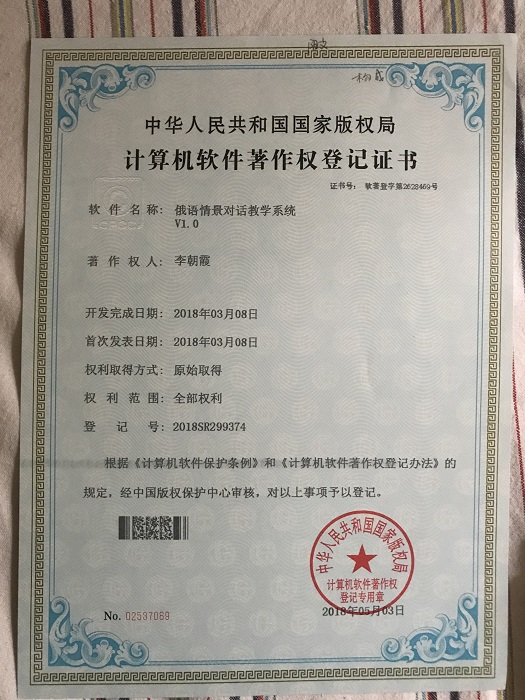 中华人民共和国国家版权局
计算机软件著作权登记证书
证书号： 软著登字第2628469号
软件名称： 俄语情景对话教学系统
V1.0
著作权人： 李朝霞
开发完成日期： 2018年03月08日
首次发表日期： 2018年03月08日
权利取得方式： 原始取得
权利范围： 全部权利
登记号： 2018SR299374
根据《计算机软件保护条例》和《计算机软件著作权登记办法》的
规定，经中国版权保护中心审核，对以上事项予以登记。
中华人民共和国国家版权局
计算机软件著作权
登记专用章
2018年05月03日
No. 02537069